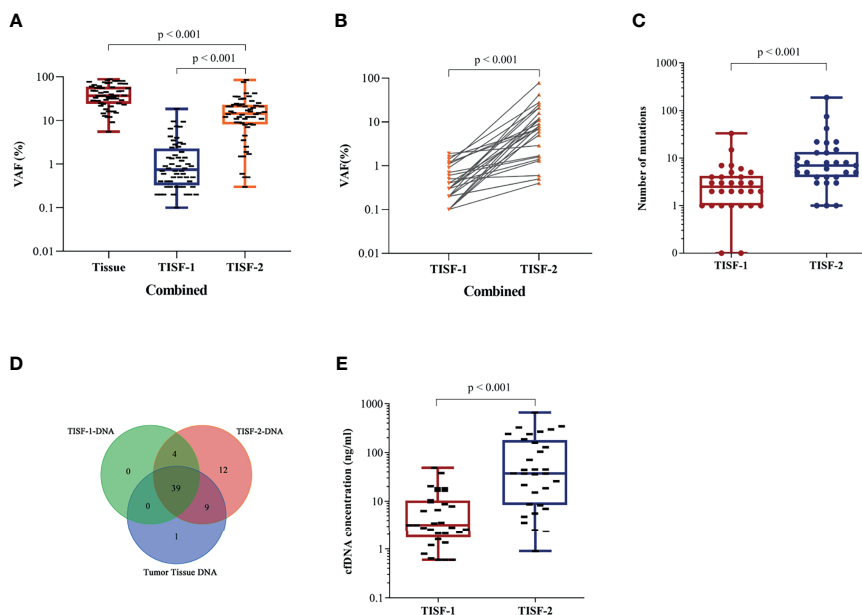 A
p < 0.001
p < 0.001
VAF (%)
100
10
1
0.1
0.01
Tissue TISF-1 TISF-2
Combined
B
p < 0.001
VAF(%)
100
10
1
0.1
0.01
TISF-1 TISF-2
Combined
C
p < 0.001
Number of mutations
1000
100
10
1
0
TISF-1 TISF-2
D
TISF-1-DNA TISF-2-DNA
4
0 12
39
0 9
1
Tumor Tissue DNA
E
p < 0.001
cfDNA concentration (ng/ml)
1000
100
10
1
0.1
TISF-1 TISF-2